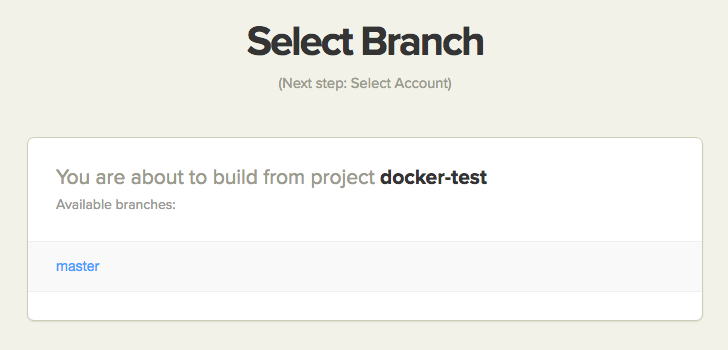 Select Branch
(Next step: Select Account)
You are about to build from project docker-test
Available branches:
master